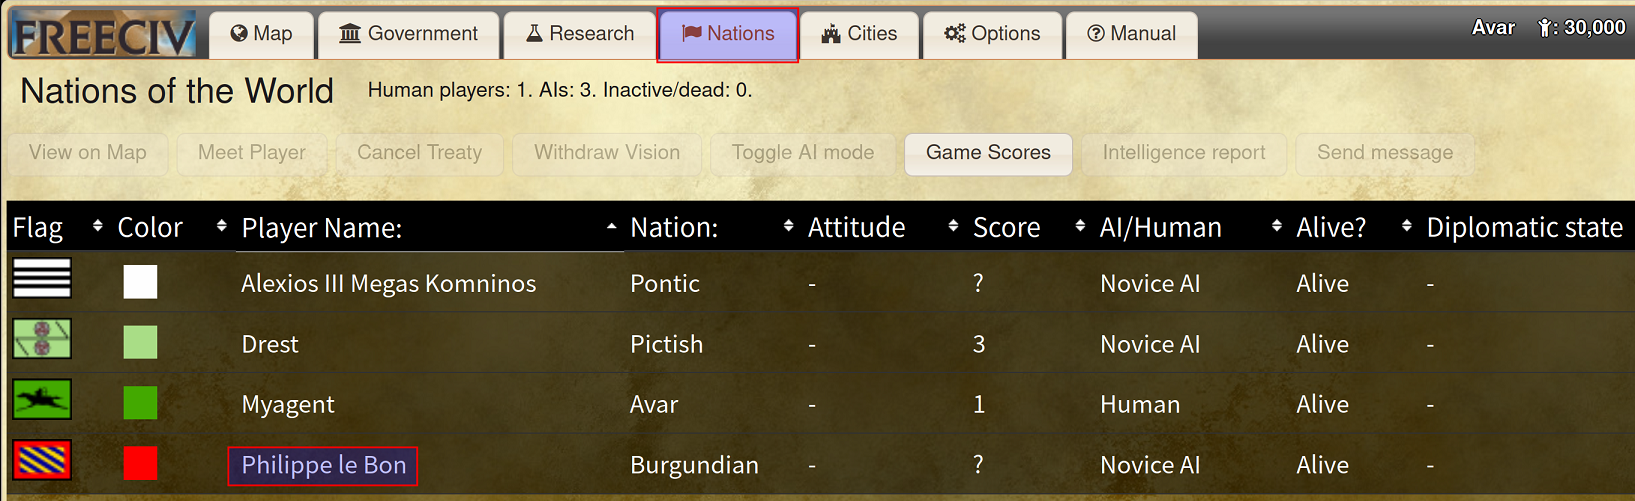 FREECIV Map Government Research Nations Cities Options Manual Avar : 30,000
Nations of the World Human players: 1. AIs: 3. Inactive/dead: 0.
View on Map Meet Player Cancel Treaty Withdraw Vision Toggle AI mode Game Scores Intelligence report Send message
Flag Color Player Name: Nation: Attitude Score AI/Human Alive? Diplomatic state
Alexios III Megas Komninos Pontic - ? Novice AI Alive -
Drest Pictish - 3 Novice AI Alive -
Myagent Avar - 1 Human Alive -
Philippe le Bon Burgundian - ? Novice AI Alive -